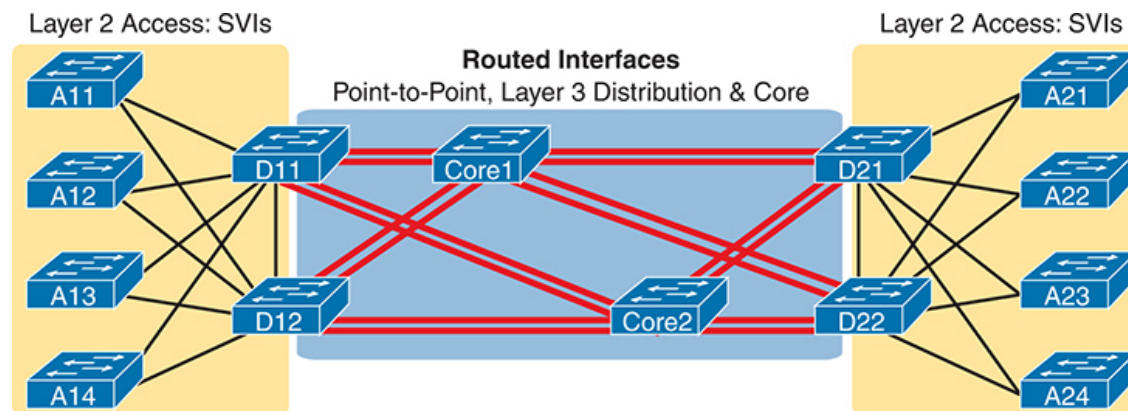 Layer 2 Access: SVIs
Layer 2 Access: SVIs
Routed Interfaces
Point-to-Point, Layer 3 Distribution & Core
A11
A21
D11
Core1
D21
A12
A22
A13
A23
D12
Core2
D22
A14
A24